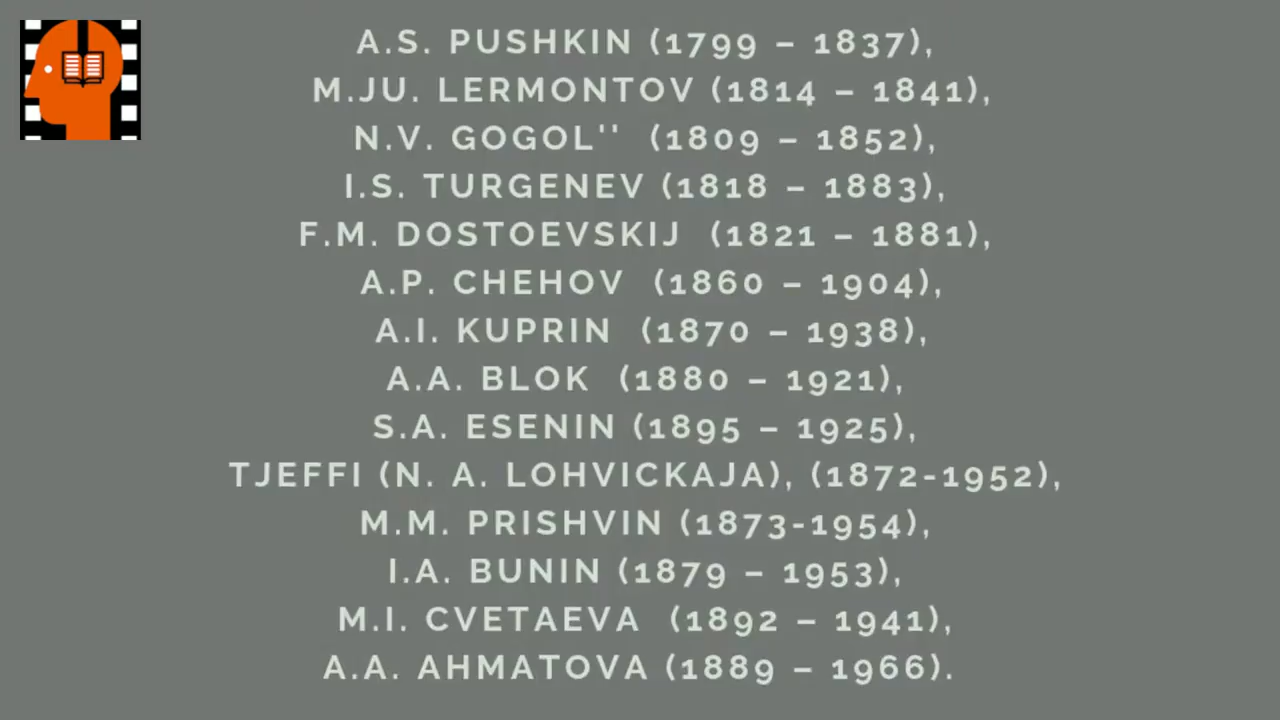 A.S. PUSHKIN (1799 – 1837),
M.JU. LERMONTOV (1814 – 1841),
N.V. GOGOL'' (1809 – 1852),
I.S. TURGENEV (1818 – 1883),
F.M. DOSTOEVSKIJ (1821 – 1881),
A.P. CHEHOV (1860 – 1904),
A.I. KUPRIN (1870 – 1938),
A.A. BLOK (1880 – 1921),
S.A. ESENIN (1895 – 1925),
TJEFFI (N. A. LOHVICKAJA), (1872-1952),
M.M. PRISHVIN (1873-1954),
I.A. BUNIN (1879 – 1953),
M.I. CVETAEVA (1892 – 1941),
A.A. AHMATOVA (1889 – 1966).